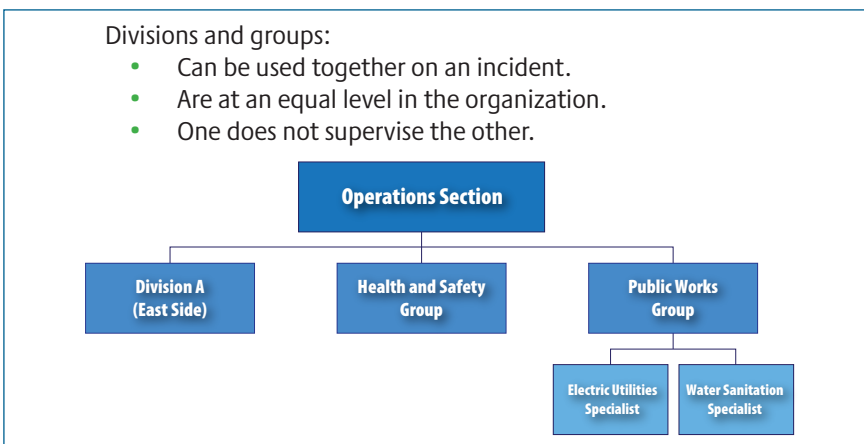 Divisions and groups:
• Can be used together on an incident.
• Are at an equal level in the organization.
• One does not supervise the other.
Operations Section
Division A
(East Side)
Health and Safety
Group
Public Works
Group
Electric Utilities
Specialist
Water Sanitation
Specialist